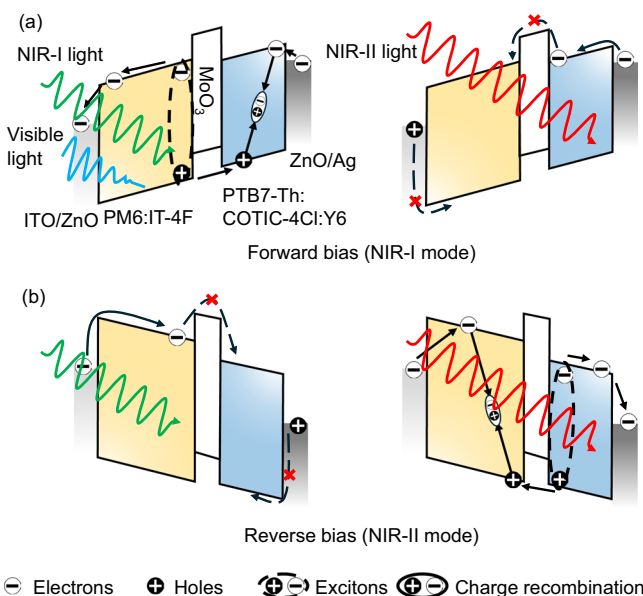 (a)
NIR-I light
NIR-II light
MoO₃
Visible
light
ZnO/Ag
PTB7-Th:
ITO/ZnO PM6:IT-4F
COTIC-4Cl:Y6
Forward bias (NIR-I mode)
(b)
Reverse bias (NIR-II mode)
Electrons Holes Excitons Charge recombination